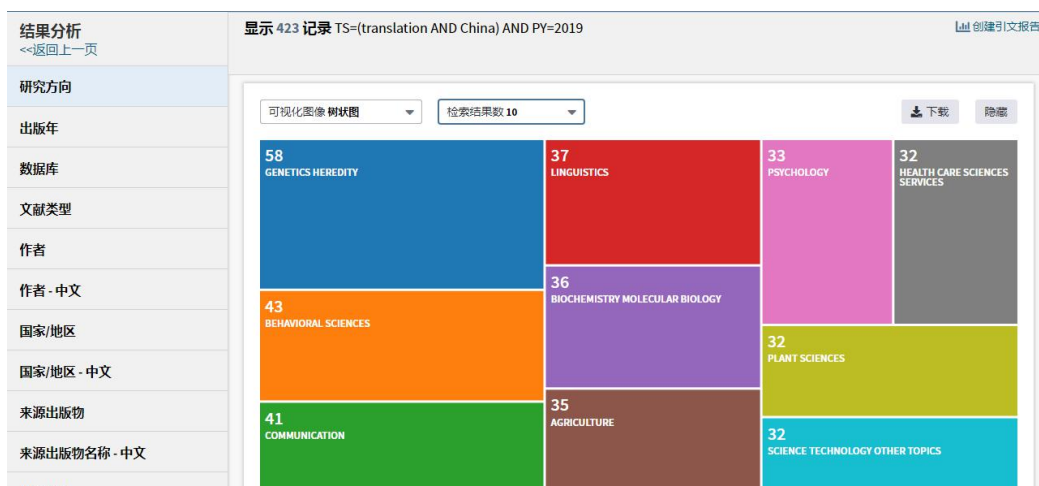 结果分析
<<返回上一页
显示 423 记录 TS=(translation AND China) AND PY=2019
创建引文报告
研究方向
出版年
数据库
文献类型
作者
作者 - 中文
国家/地区
国家/地区 - 中文
来源出版物
来源出版物名称 - 中文
可视化图像 树状图
检索结果数 10
下载
隐藏
58
GENETICS HEREDITY
43
BEHAVIORAL SCIENCES
41
COMMUNICATION
37
LINGUISTICS
36
BIOCHEMISTRY MOLECULAR BIOLOGY
35
AGRICULTURE
33
PSYCHOLOGY
32
HEALTH CARE SCIENCES
SERVICES
32
PLANT SCIENCES
32
SCIENCE TECHNOLOGY OTHER TOPICS